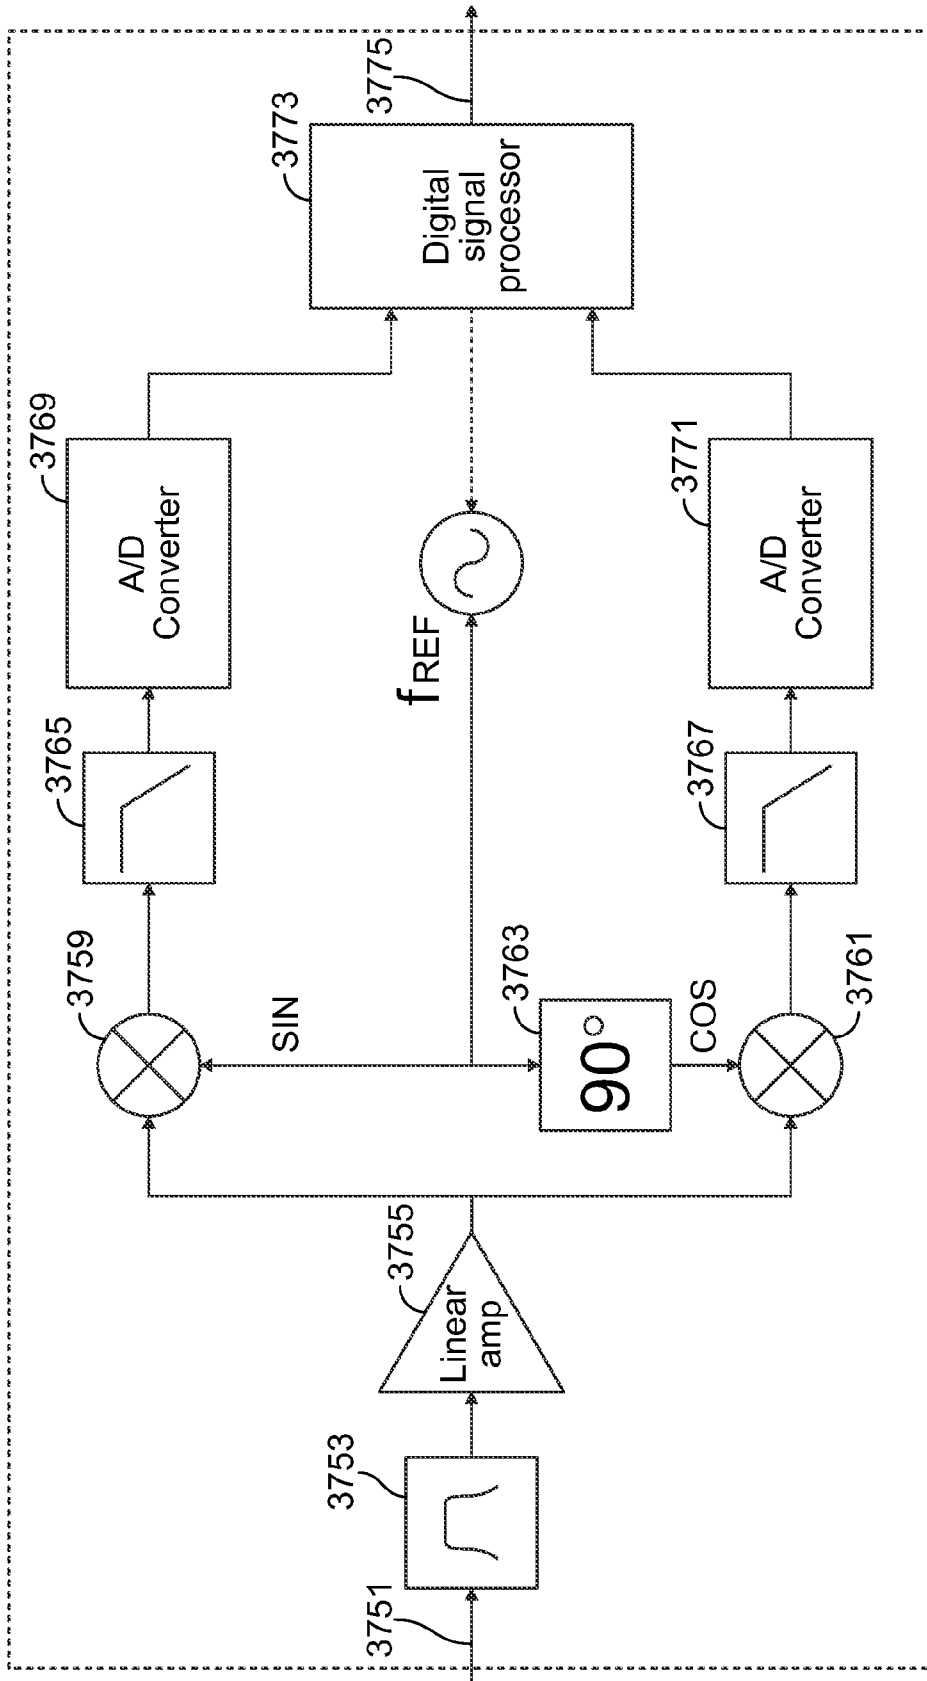 3751
3753
Linear
amp
3755
3759
SIN
90°
3763
COS
3761
3765
3767
fREF
A/D
Converter
3769
A/D
Converter
3771
Digital
signal
processor
3773
3775